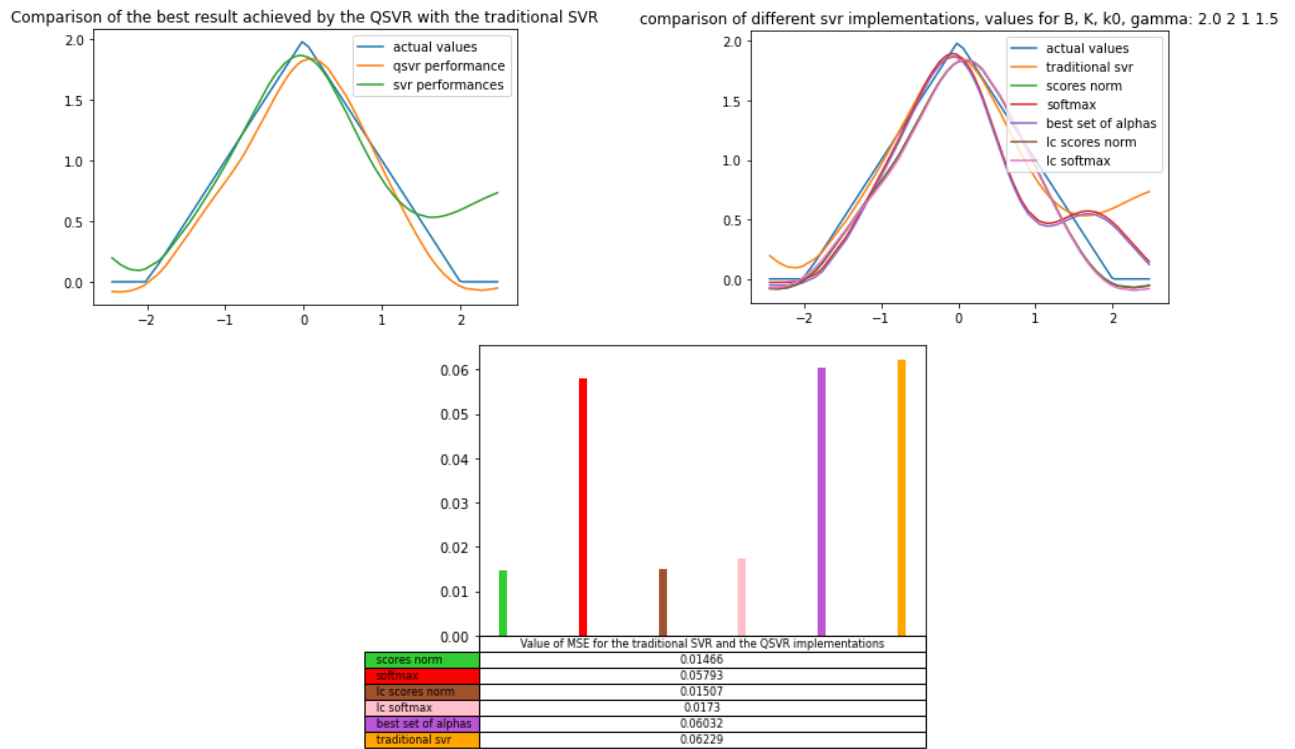 Comparison of the best result achieved by the QSVR with the traditional SVR
2.0
1.5
1.0
0.5
0.0
−2
−1
0
1
2
actual values
qsvr performance
svr performances
comparison of different svr implementations, values for B, K, k0, gamma: 2.0 2 1 1.5
2.0
1.5
1.0
0.5
0.0
−2
−1
0
1
2
actual values
traditional svr
scores norm
softmax
best set of alphas
lc scores norm
lc softmax
0.06
0.05
0.04
0.03
0.02
0.01
0.00
Value of MSE for the traditional SVR and the QSVR implementations
scores norm 0.01466
softmax 0.05793
lc scores norm 0.01507
lc softmax 0.0173
best set of alphas 0.06032
traditional svr 0.06229